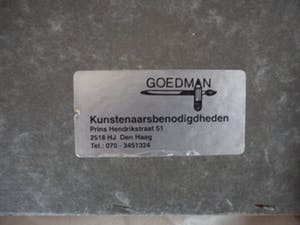 GOEDMAN
Kunstenaarsbenodigdheden
Prins Hendrikstraat 51
2518 HJ Den Haag
Tel.: 070 - 3451324